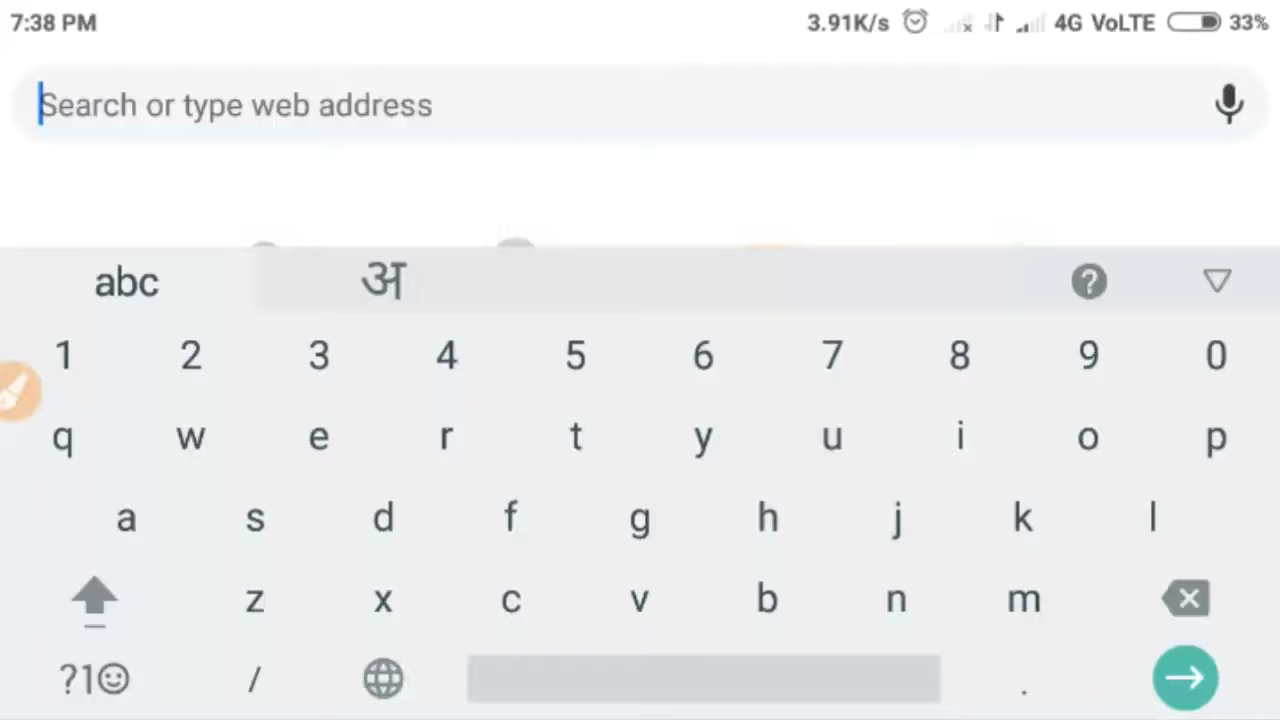 7:38 PM 3.91K/s 4G VoLTE 33%
Search or type web address
abc अ ?
1 2 3 4 5 6 7 8 9 0
q w e r t y u i o p
a s d f g h j k l
z x c v b n m
?1☺ / .